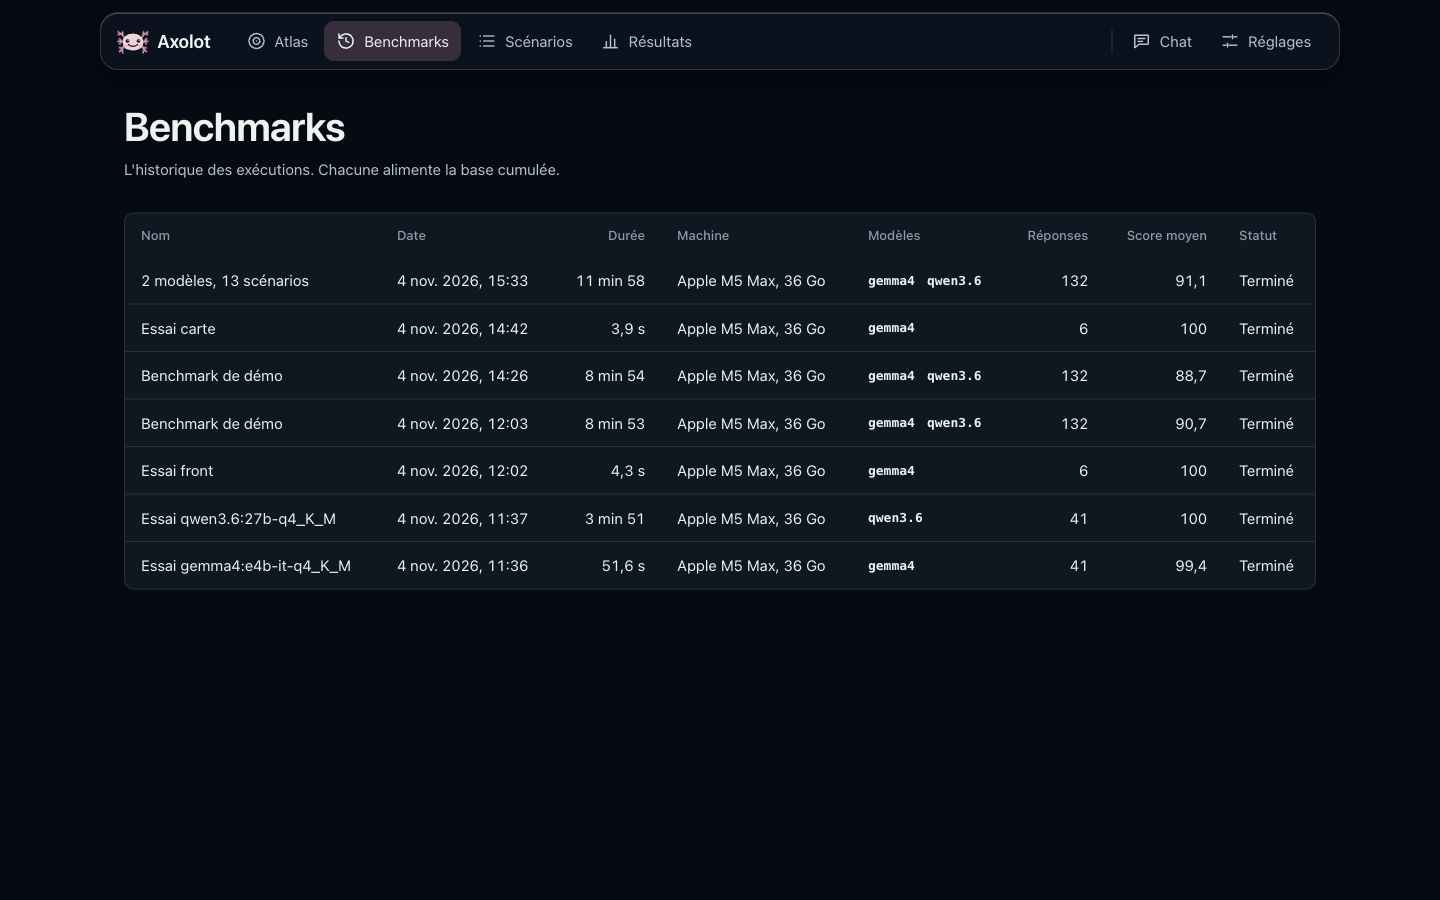 Axolot Atlas Benchmarks Scénarios Résultats Chat Réglages
Benchmarks
L'historique des exécutions. Chacune alimente la base cumulée.
Nom Date Durée Machine Modèles Réponses Score moyen Statut
2 modèles, 13 scénarios 4 nov. 2026, 15:33 11 min 58 Apple M5 Max, 36 Go gemma4 qwen3.6 132 91,1 Terminé
Essai carte 4 nov. 2026, 14:42 3,9 s Apple M5 Max, 36 Go gemma4 6 100 Terminé
Benchmark de démo 4 nov. 2026, 14:26 8 min 54 Apple M5 Max, 36 Go gemma4 qwen3.6 132 88,7 Terminé
Benchmark de démo 4 nov. 2026, 12:03 8 min 53 Apple M5 Max, 36 Go gemma4 qwen3.6 132 90,7 Terminé
Essai front 4 nov. 2026, 12:02 4,3 s Apple M5 Max, 36 Go gemma4 6 100 Terminé
Essai qwen3.6:27b-q4_K_M 4 nov. 2026, 11:37 3 min 51 Apple M5 Max, 36 Go qwen3.6 41 100 Terminé
Essai gemma4:e4b-it-q4_K_M 4 nov. 2026, 11:36 51,6 s Apple M5 Max, 36 Go gemma4 41 99,4 Terminé